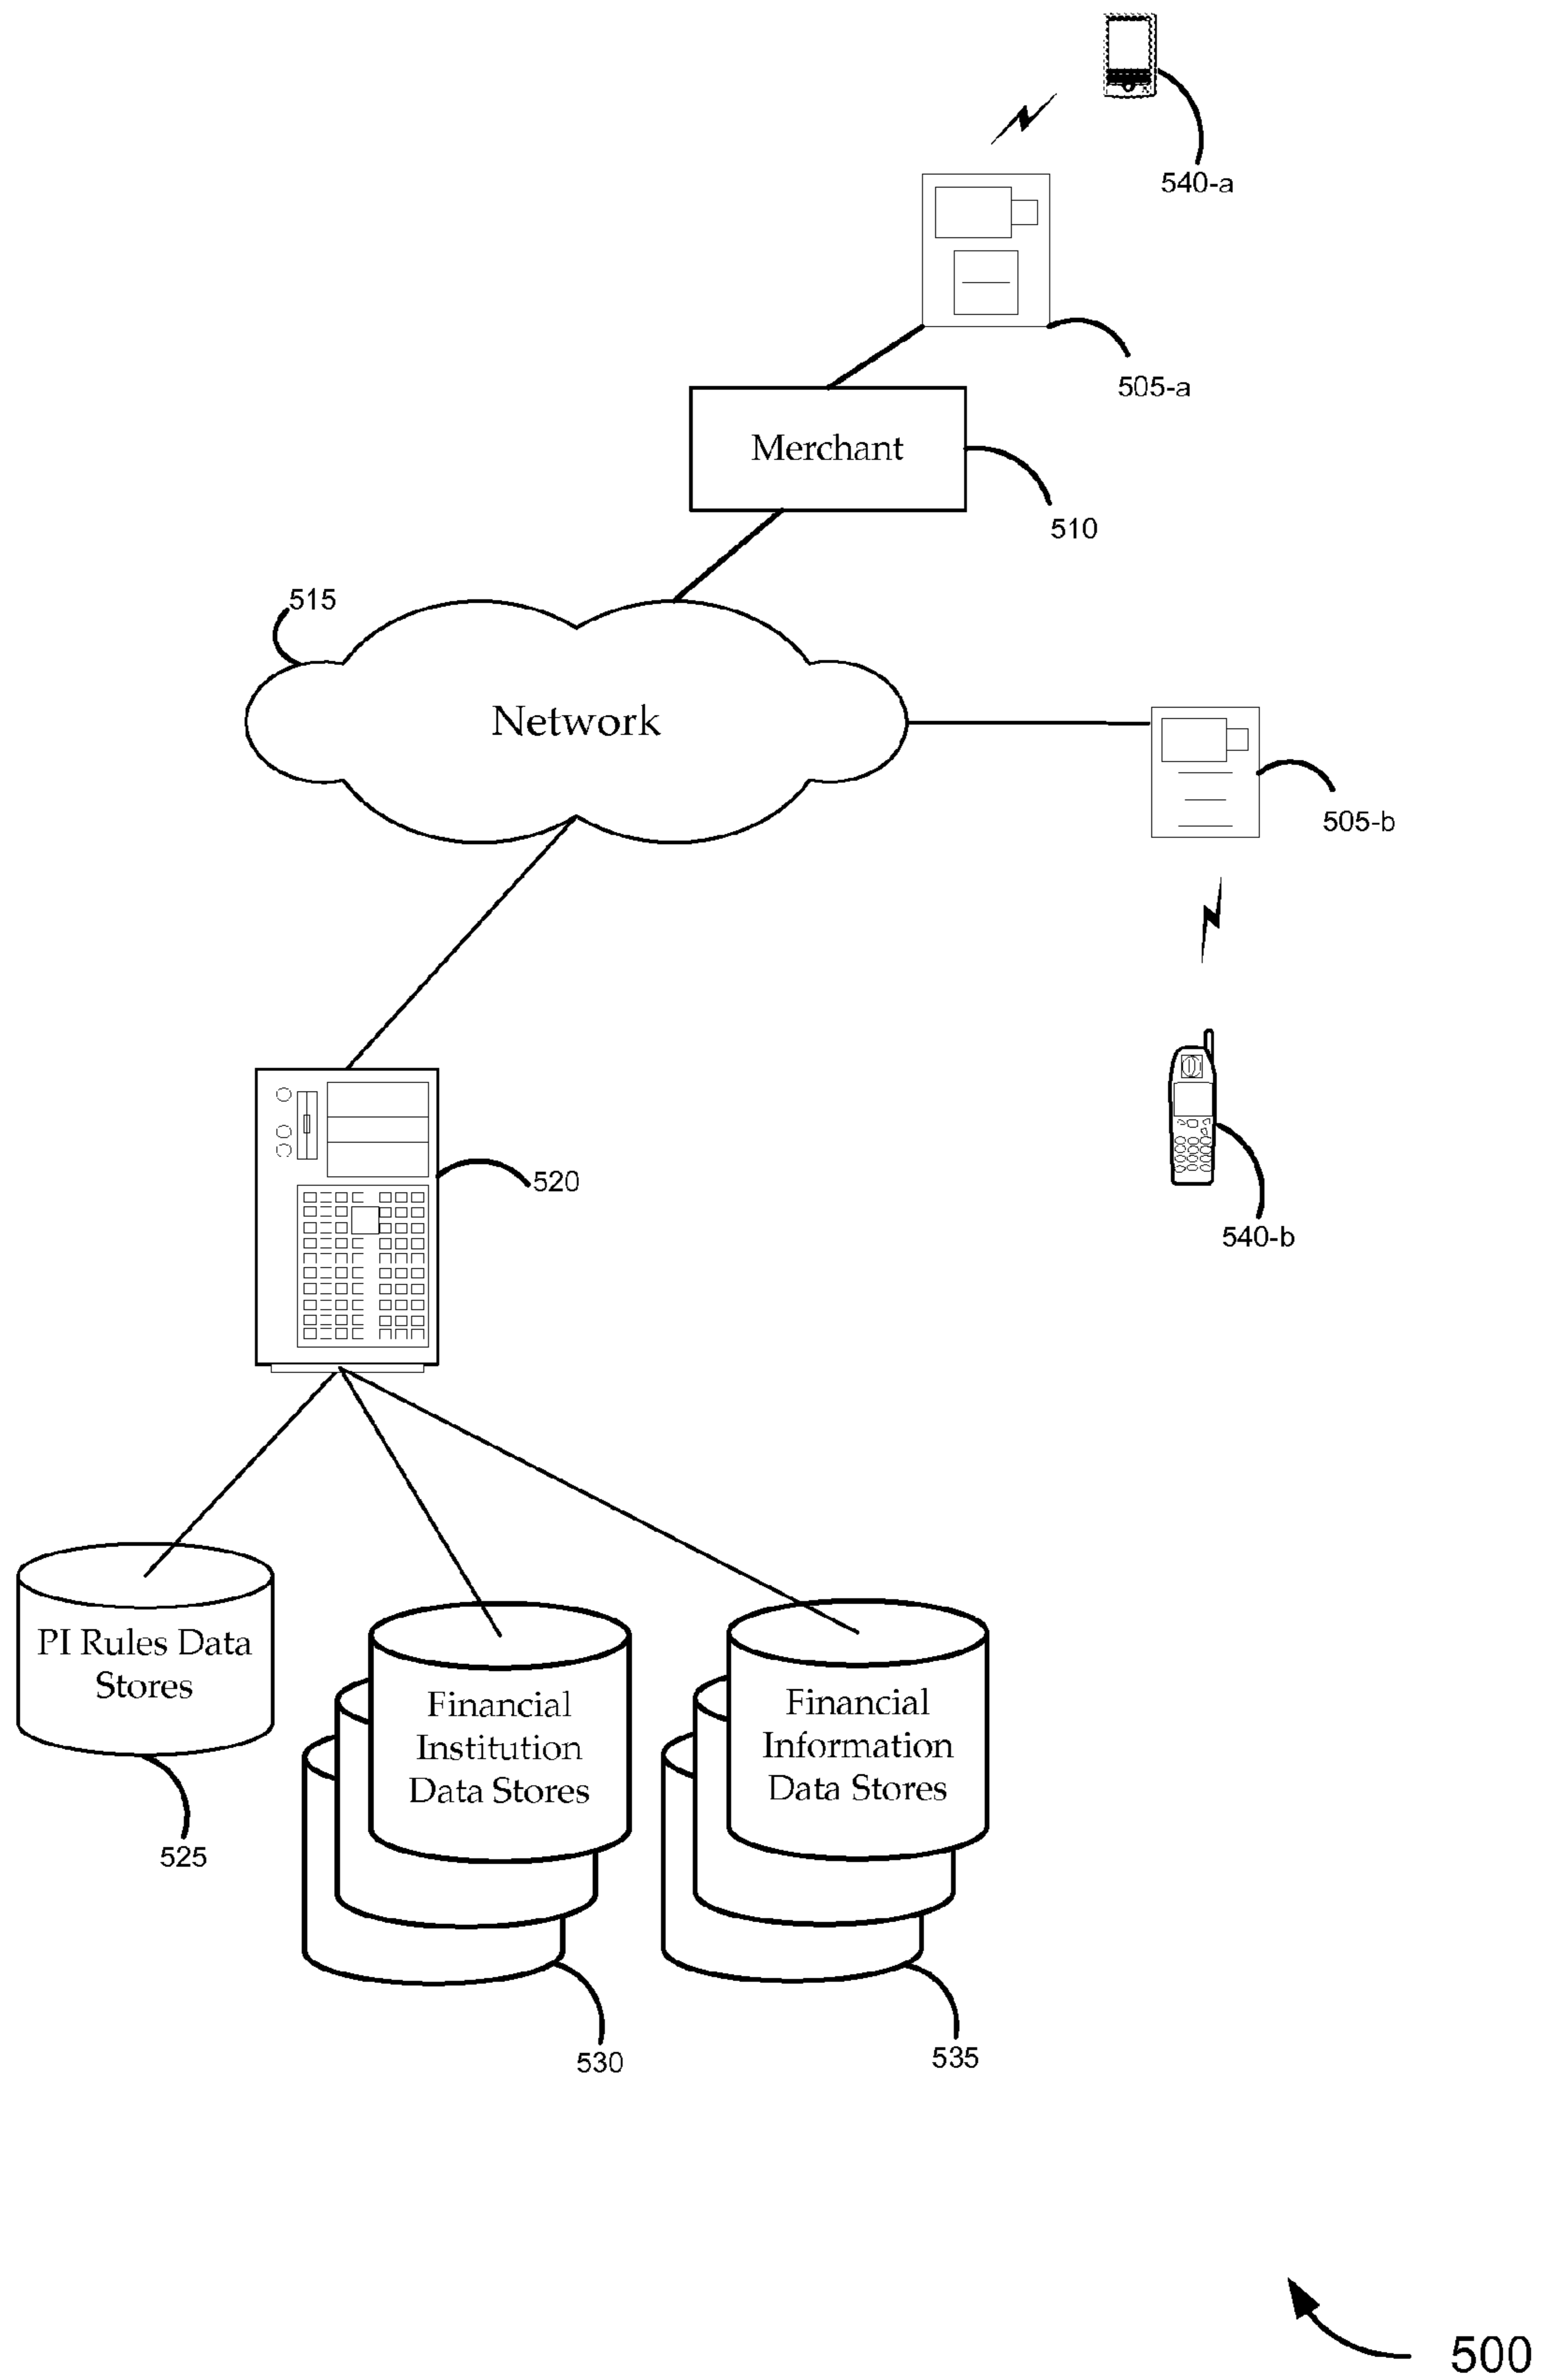 540-a
505-a
Merchant
510
515
Network
505-b
520
540-b
PI Rules Data
Stores
Financial
Institution
Data Stores
Financial
Information
Data Stores
525
530
535
500